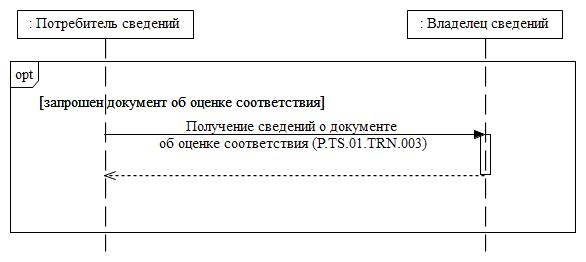 : Потребитель сведений
: Владелец сведений
opt
[запрошен документ об оценке соответствия]
Получение сведений о документе
об оценке соответствия (P.TS.01.TRN.003)